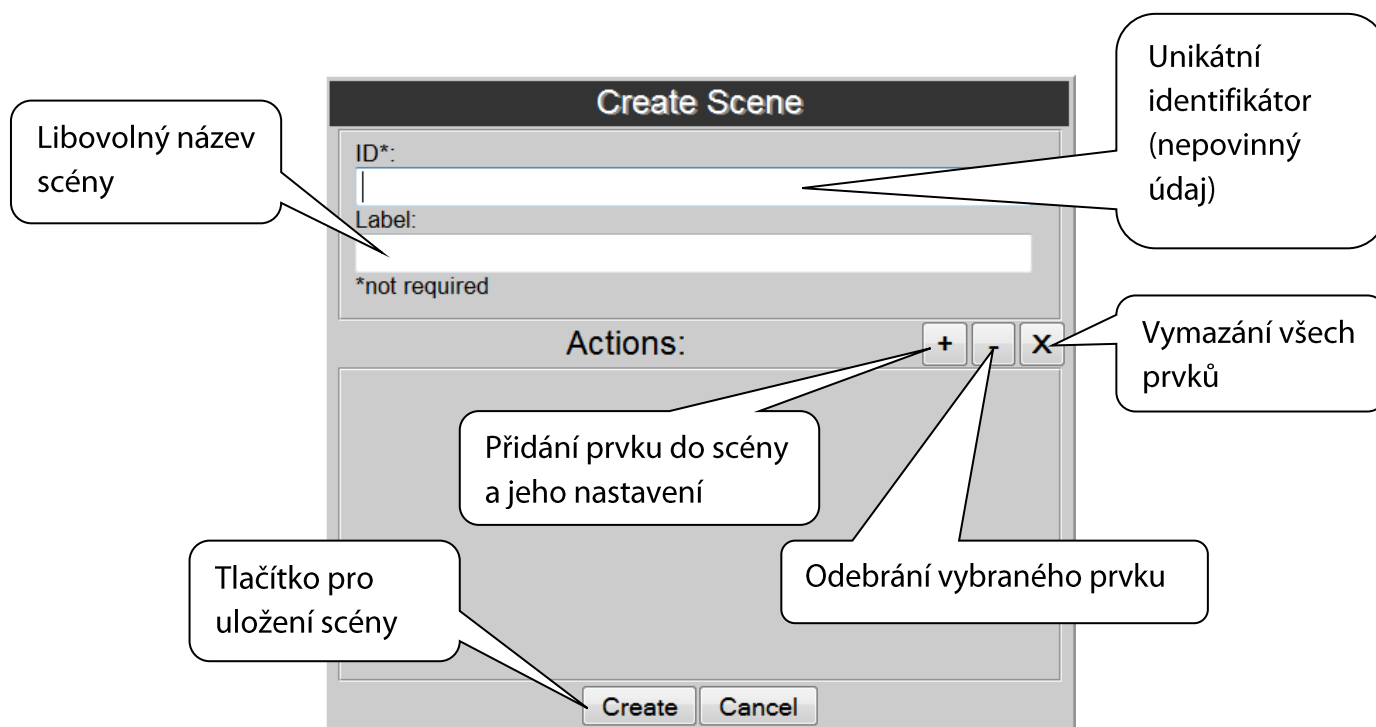 Unikátní
identifikátor
(nepovinný
údaj)
Create Scene
Libovolný název
scény
ID*:
Label:
*not required
Actions:
+
-
X
Vymazání všech
prvků
Přidání prvku do scény
a jeho nastavení
Odebrání vybraného prvku
Tlačítko pro
uložení scény
Create
Cancel